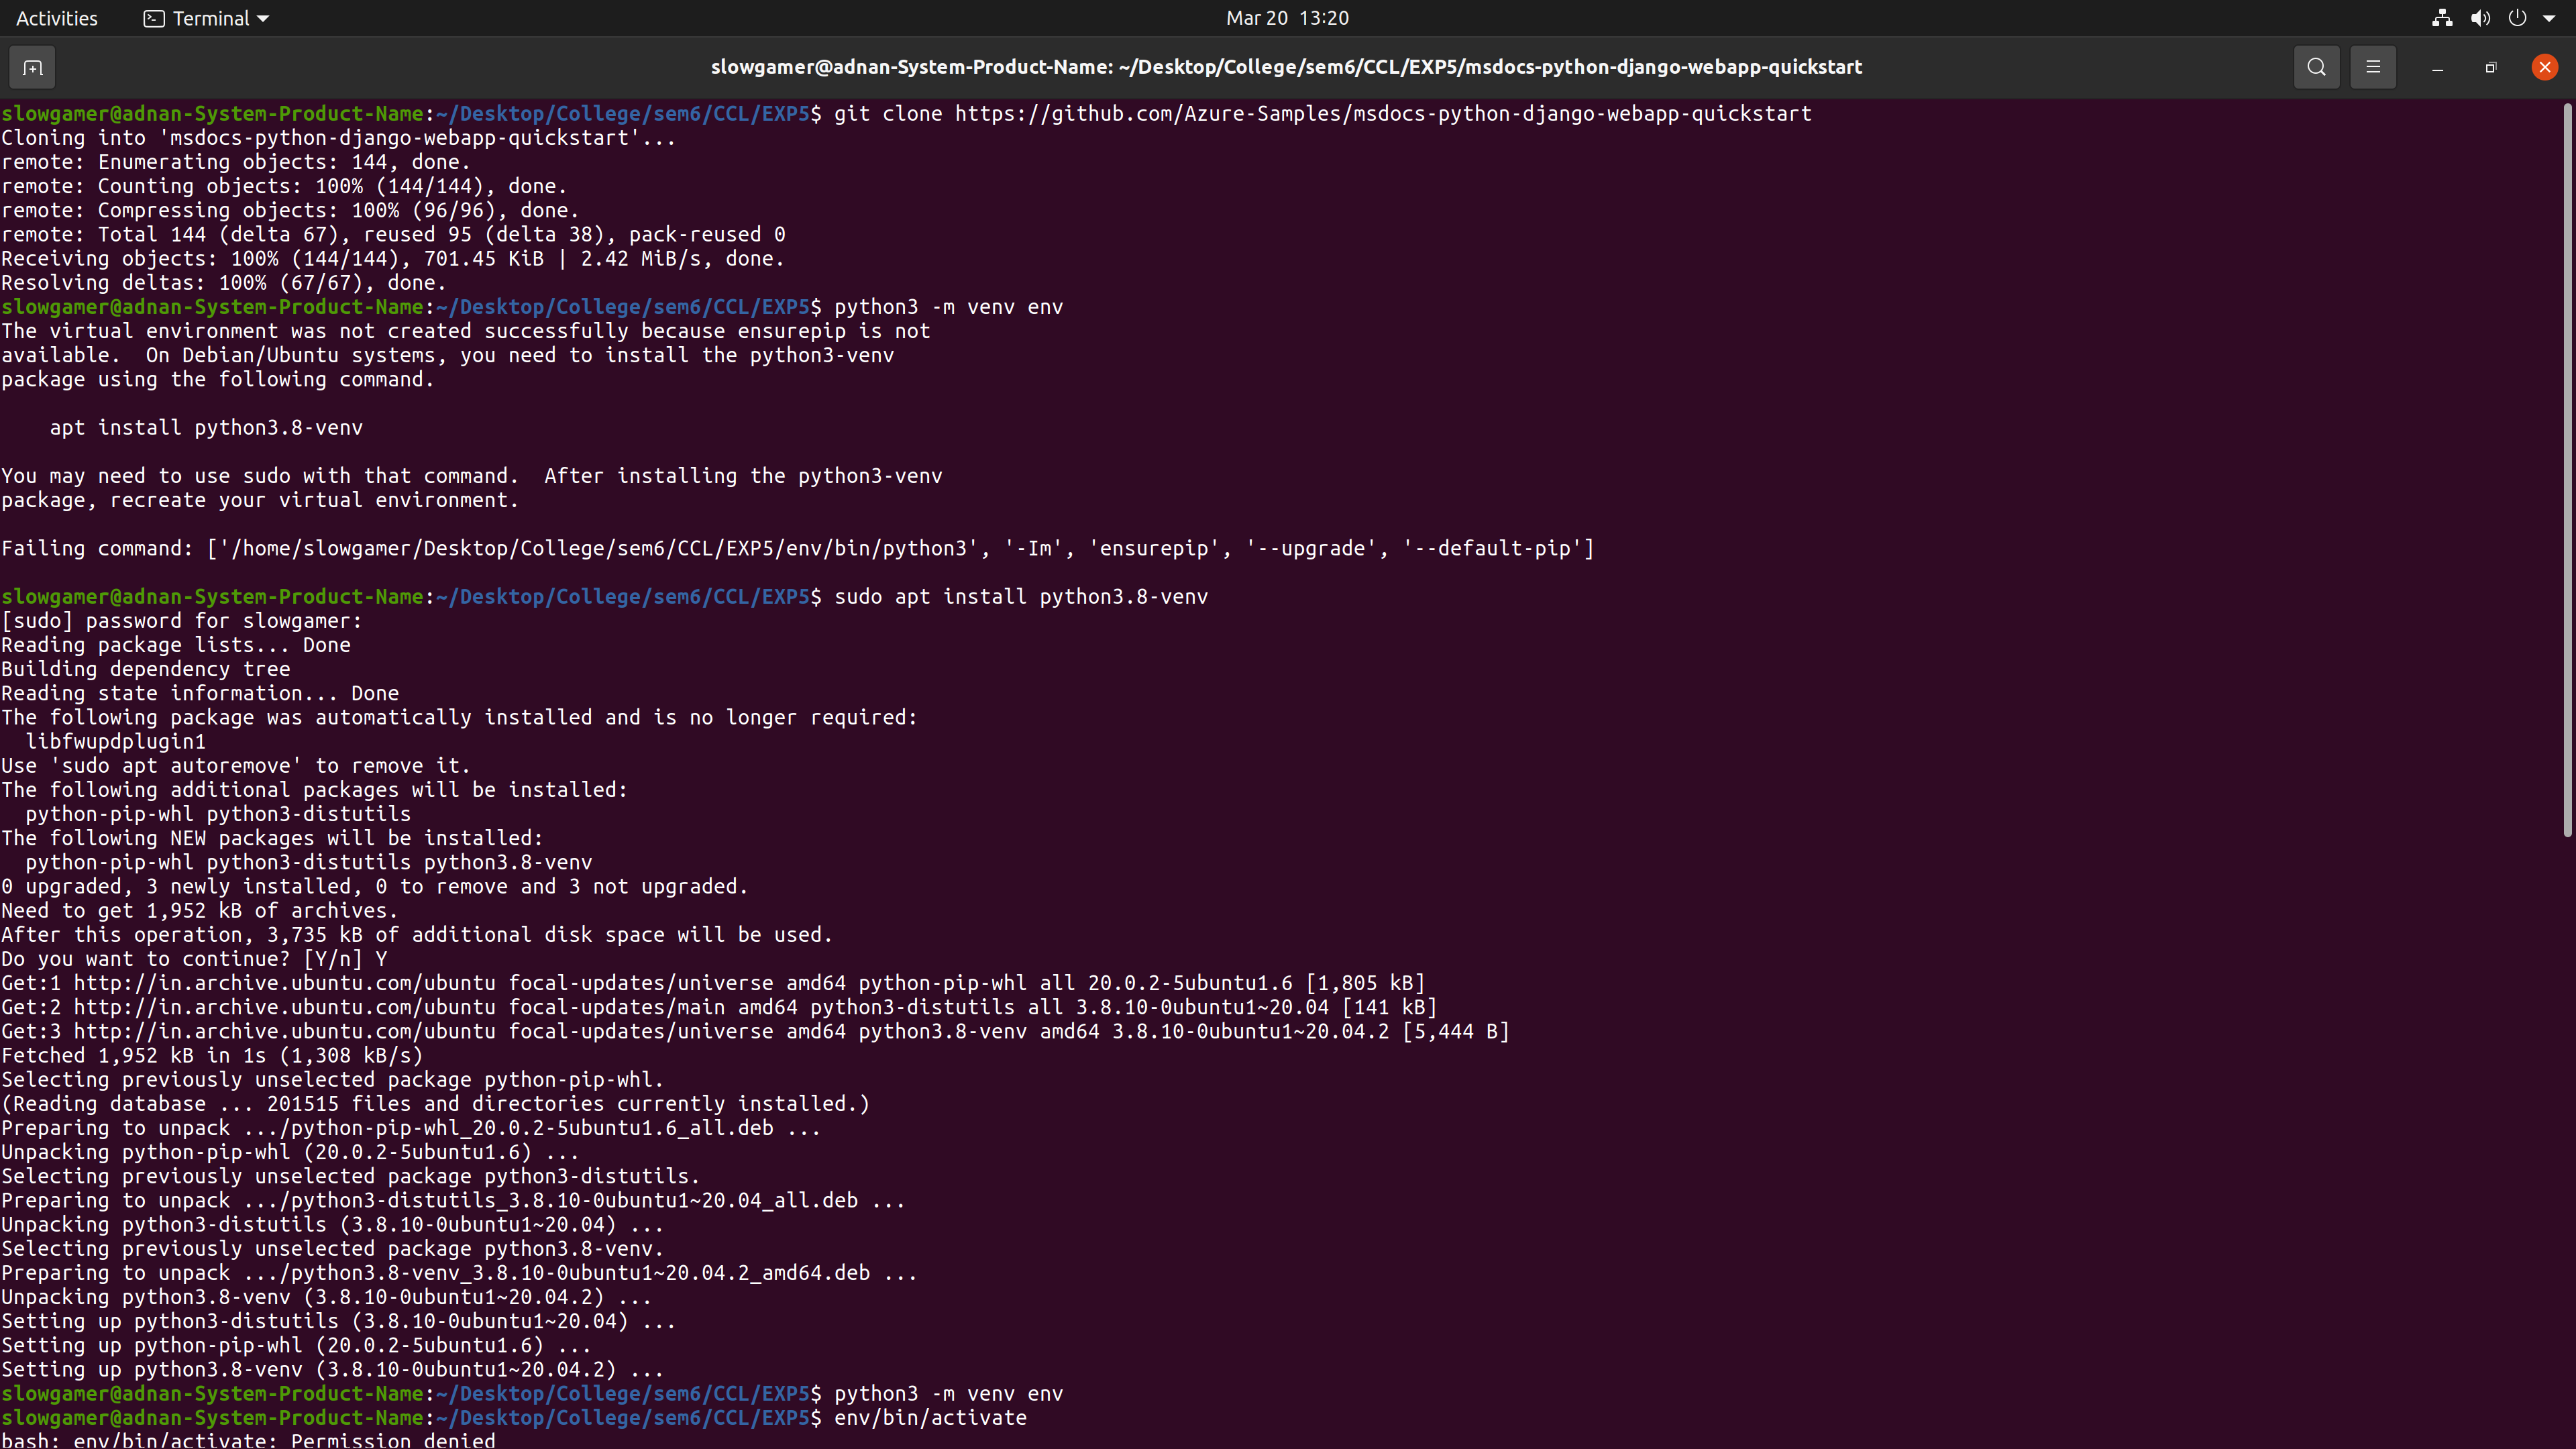 Activities
Terminal
Mar 20 13:20
slowgamer@adnan-System-Product-Name: ~/Desktop/College/sem6/CCL/EXP5/msdocs-python-django-webapp-quickstart
slowgamer@adnan-System-Product-Name:~/Desktop/College/sem6/CCL/EXP5$ git clone https://github.com/Azure-Samples/msdocs-python-django-webapp-quickstart
Cloning into 'msdocs-python-django-webapp-quickstart'...
remote: Enumerating objects: 144, done.
remote: Counting objects: 100% (144/144), done.
remote: Compressing objects: 100% (96/96), done.
remote: Total 144 (delta 67), reused 95 (delta 38), pack-reused 0
Receiving objects: 100% (144/144), 701.45 KiB | 2.42 MiB/s, done.
Resolving deltas: 100% (67/67), done.
slowgamer@adnan-System-Product-Name:~/Desktop/College/sem6/CCL/EXP5$ python3 -m venv env
The virtual environment was not created successfully because ensurepip is not
available.  On Debian/Ubuntu systems, you need to install the python3-venv
package using the following command.
    apt install python3.8-venv
You may need to use sudo with that command.  After installing the python3-venv
package, recreate your virtual environment.
Failing command: ['/home/slowgamer/Desktop/College/sem6/CCL/EXP5/env/bin/python3', '-Im', 'ensurepip', '--upgrade', '--default-pip']
slowgamer@adnan-System-Product-Name:~/Desktop/College/sem6/CCL/EXP5$ sudo apt install python3.8-venv
[sudo] password for slowgamer:
Reading package lists... Done
Building dependency tree
Reading state information... Done
The following package was automatically installed and is no longer required:
  libfwupdplugin1
Use 'sudo apt autoremove' to remove it.
The following additional packages will be installed:
  python-pip-whl python3-distutils
The following NEW packages will be installed:
  python-pip-whl python3-distutils python3.8-venv
0 upgraded, 3 newly installed, 0 to remove and 3 not upgraded.
Need to get 1,952 kB of archives.
After this operation, 3,735 kB of additional disk space will be used.
Do you want to continue? [Y/n] Y
Get:1 http://in.archive.ubuntu.com/ubuntu focal-updates/universe amd64 python-pip-whl all 20.0.2-5ubuntu1.6 [1,805 kB]
Get:2 http://in.archive.ubuntu.com/ubuntu focal-updates/main amd64 python3-distutils all 3.8.10-0ubuntu1~20.04 [141 kB]
Get:3 http://in.archive.ubuntu.com/ubuntu focal-updates/universe amd64 python3.8-venv amd64 3.8.10-0ubuntu1~20.04.2 [5,444 B]
Fetched 1,952 kB in 1s (1,308 kB/s)
Selecting previously unselected package python-pip-whl.
(Reading database ... 201515 files and directories currently installed.)
Preparing to unpack .../python-pip-whl_20.0.2-5ubuntu1.6_all.deb ...
Unpacking python-pip-whl (20.0.2-5ubuntu1.6) ...
Selecting previously unselected package python3-distutils.
Preparing to unpack .../python3-distutils_3.8.10-0ubuntu1~20.04_all.deb ...
Unpacking python3-distutils (3.8.10-0ubuntu1~20.04) ...
Selecting previously unselected package python3.8-venv.
Preparing to unpack .../python3.8-venv_3.8.10-0ubuntu1~20.04.2_amd64.deb ...
Unpacking python3.8-venv (3.8.10-0ubuntu1~20.04.2) ...
Setting up python3-distutils (3.8.10-0ubuntu1~20.04) ...
Setting up python-pip-whl (20.0.2-5ubuntu1.6) ...
Setting up python3.8-venv (3.8.10-0ubuntu1~20.04.2) ...
slowgamer@adnan-System-Product-Name:~/Desktop/College/sem6/CCL/EXP5$ python3 -m venv env
slowgamer@adnan-System-Product-Name:~/Desktop/College/sem6/CCL/EXP5$ env/bin/activate
bash: env/bin/activate: Permission denied